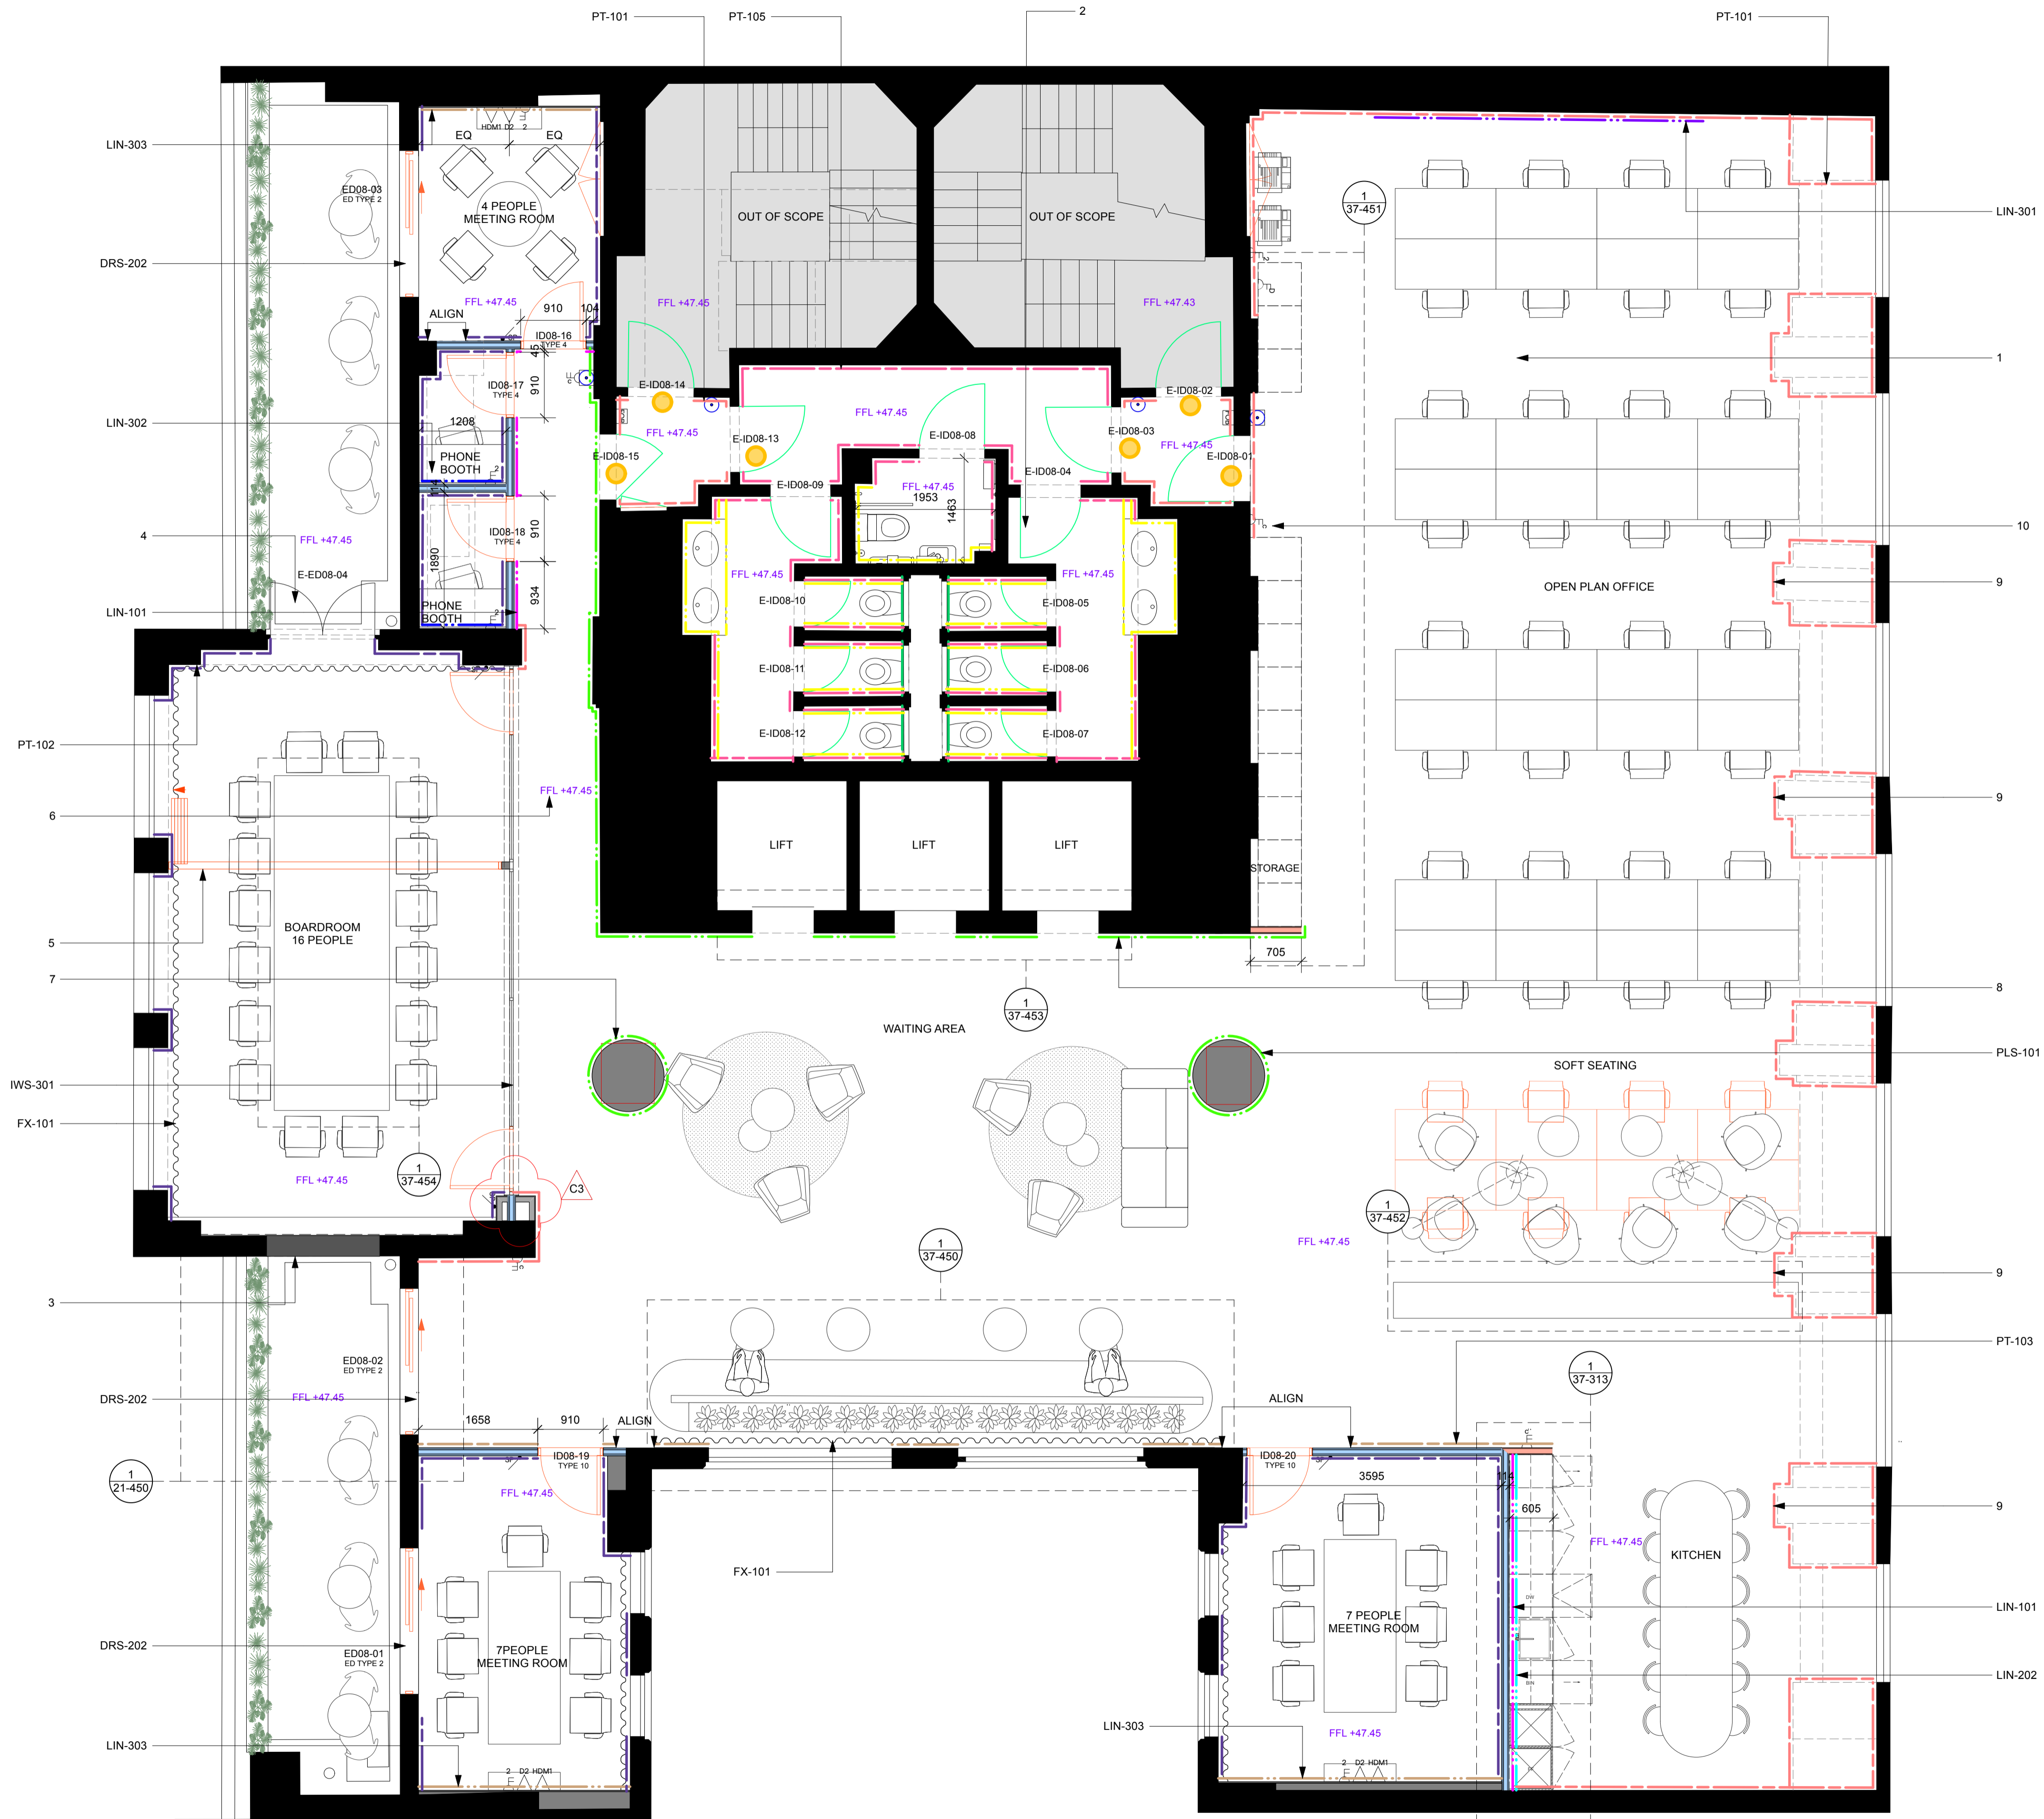 PT-101
PT-105
2
PT-101
LIN-303
HDM1 D2 2
EQ
EQ
4 PEOPLE
MEETING ROOM
ED08-03
ED TYPE 2
OUT OF SCOPE
OUT OF SCOPE
1
37-451
LIN-301
DRS-202
FFL +47.45
FFL +47.45
FFL +47.43
910
104
ALIGN
ID08-16
TYPE 4
45
910
1
ID08-17
TYPE 4
E-ID08-14
E-ID08-02
LIN-302
1208
FFL +47.45
FFL +47.45
E-ID08-13
E-ID08-08
E-ID08-03
FFL +47.45
E-ID08-15
E-ID08-01
PHONE
BOOTH
2
E-ID08-04
E-ID08-09
FFL +47.45
1953
1463
4
FFL +47.45
910
ID08-18
TYPE 4
1890
10
E-ED08-04
934
FFL +47.45
FFL +47.45
OPEN PLAN OFFICE
9
E-ID08-10
E-ID08-05
LIN-101
PHONE
BOOTH
2
E-ID08-11
E-ID08-06
PT-102
E-ID08-12
E-ID08-07
6
FFL +47.45
9
LIFT
LIFT
LIFT
STORAGE
5
BOARDROOM
16 PEOPLE
705
7
8
1
37-453
WAITING AREA
IWS-301
PLS-101
SOFT SEATING
FX-101
1
37-454
FFL +47.45
C3
1
37-452
1
37-450
FFL +47.45
9
3
PT-103
ED08-02
ED TYPE 2
1
37-313
DRS-202
FFL +47.45
1658
910
ALIGN
ALIGN
ID08-19
TYPE 10
ID08-20
TYPE 10
1
21-450
FFL +47.45
3595
114
605
9
FFL +47.45
KITCHEN
FX-101
DW
LIN-101
7 PEOPLE
MEETING ROOM
DRS-202
ED08-01
ED TYPE 2
7PEOPLE
MEETING ROOM
LIN-202
BIN
LIN-303
FFL +47.45
LIN-303
2 D2 HDM1
2 D2 HDM1